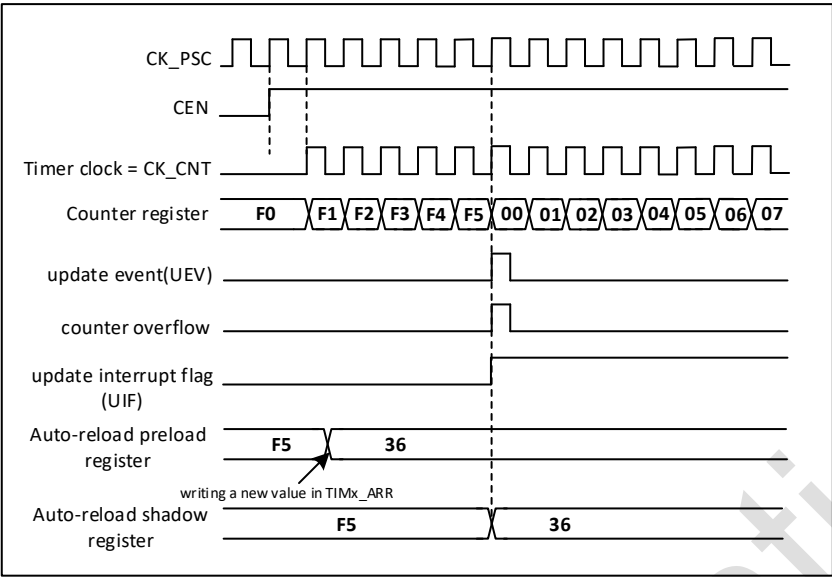 CK_PSC
CEN
Timer clock = CK_CNT
Counter register F0 F1 F2 F3 F4 F5 00 01 02 03 04 05 06 07
update event(UEV)
counter overflow
update interrupt flag
(UIF)
Auto-reload preload
register
F5 36
writing a new value in TIMx_ARR
Auto-reload shadow
register
F5 36